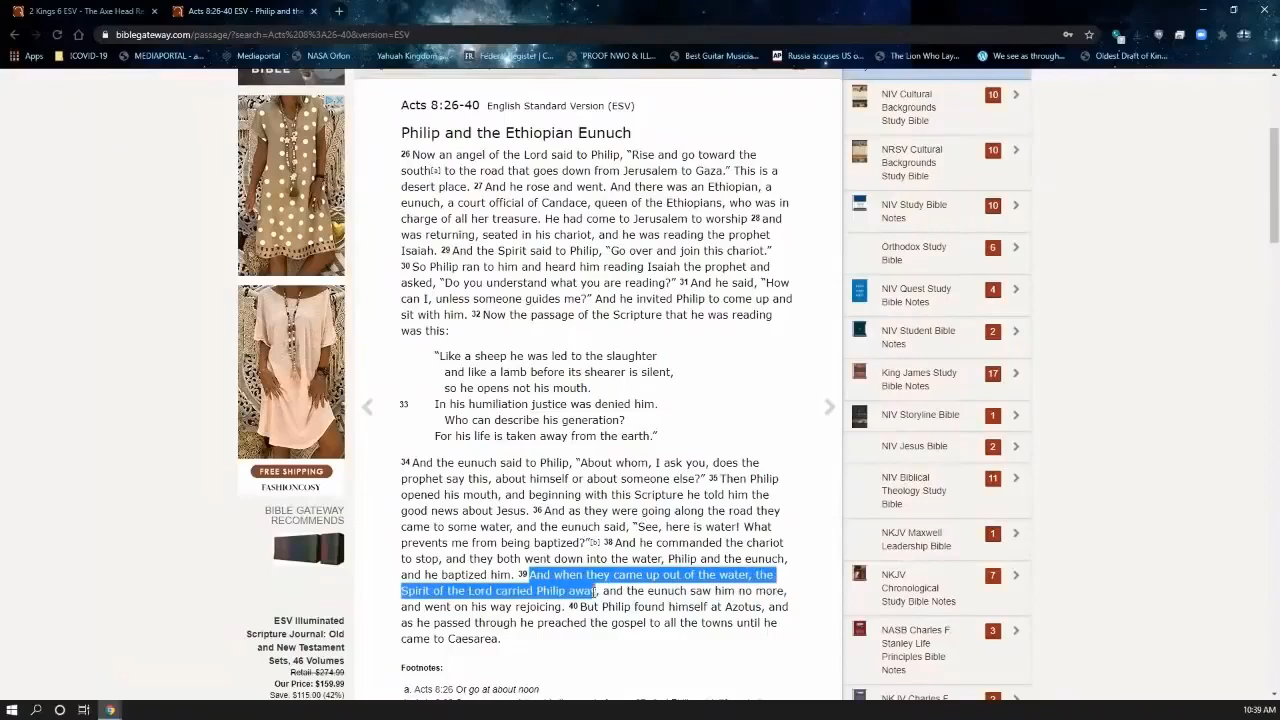 2 Kings 6 ESV - The Axe Head Re
Acts 8:26-40 ESV - Philip and the
biblegateway.com/passage/?search=Acts%208%3A26-40&version=ESV
Apps
(COVID-19
MEDIAPORTAL - ...
Mediaportal
NASA Orfon
Yahuah Kingdom -...
Federal Register | C...
'PROOF NWO & ILL...
Best Guitar Musicia...
Russia accuses US o...
The Lion Who Lay...
We see as through...
Oldest Draft of Kin...
BIBLE
FREE SHIPPING
FASHIONCOSY
BIBLE GATEWAY
RECOMMENDS
ESV Illuminated
Scripture Journal: Old
and New Testament
Sets, 46 Volumes
Retail: $274.99
Our Price: $159.99
Save: $115.00 (42%)
Acts 8:26-40 English Standard Version (ESV)
Philip and the Ethiopian Eunuch
26 Now an angel of the Lord said to Philip, “Rise and go toward the
south[a] to the road that goes down from Jerusalem to Gaza.” This is a
desert place. 27 And he rose and went. And there was an Ethiopian, a
eunuch, a court official of Candace, queen of the Ethiopians, who was in
charge of all her treasure. He had come to Jerusalem to worship 28 and
was returning, seated in his chariot, and he was reading the prophet
Isaiah. 29 And the Spirit said to Philip, “Go over and join this chariot.”
30 So Philip ran to him and heard him reading Isaiah the prophet and
asked, “Do you understand what you are reading?” 31 And he said, “How
can I, unless someone guides me?” And he invited Philip to come up and
sit with him. 32 Now the passage of the Scripture that he was reading
was this:
“Like a sheep he was led to the slaughter
and like a lamb before its shearer is silent,
so he opens not his mouth.
33 In his humiliation justice was denied him.
Who can describe his generation?
For his life is taken away from the earth.”
34 And the eunuch said to Philip, “About whom, I ask you, does the
prophet say this, about himself or about someone else?” 35 Then Philip
opened his mouth, and beginning with this Scripture he told him the
good news about Jesus. 36 And as they were going along the road they
came to some water, and the eunuch said, “See, here is water! What
prevents me from being baptized?”[b] 38 And he commanded the chariot
to stop, and they both went down into the water, Philip and the eunuch,
and he baptized him. 39 And when they came up out of the water, the
Spirit of the Lord carried Philip away, and the eunuch saw him no more,
and went on his way rejoicing. 40 But Philip found himself at Azotus, and
as he passed through he preached the gospel to all the towns until he
came to Caesarea.
Footnotes:
a. Acts 8:26 Or go at about noon
NIV Cultural
Backgrounds
Study Bible
10
NRSV Cultural
Backgrounds
Study Bible
10
NIV Study Bible
Notes
10
Orthodox Study
Bible
6
NIV Quest Study
Bible Notes
4
NIV Student Bible
Notes
2
King James Study
Bible Notes
17
NIV Storyline Bible
1
NIV Jesus Bible
2
NIV Biblical
Theology Study
Bible
11
NKJV Maxwell
Leadership Bible
1
NKJV
Chronological
Study Bible Notes
7
NASB Charles F.
Stanley Life
Principles Bible
Notes
3
NKJV Charles F.
10:39 AM